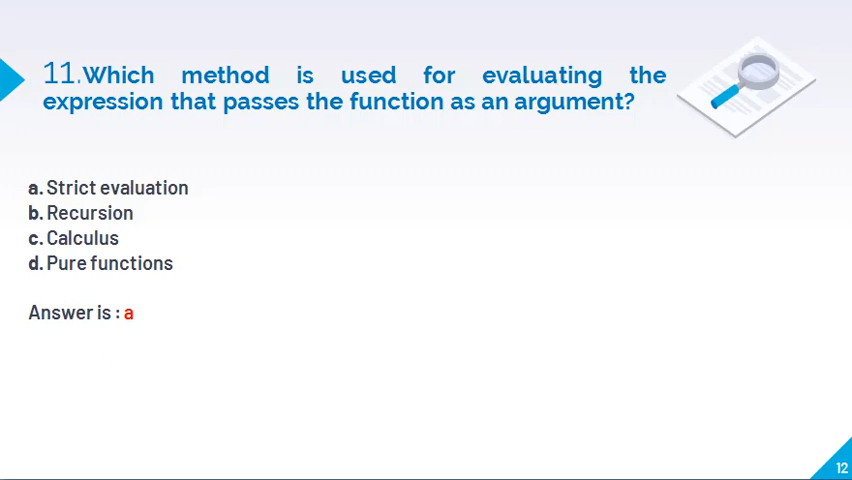 11.Which method is used for evaluating the
expression that passes the function as an argument?
a. Strict evaluation
b. Recursion
c. Calculus
d. Pure functions
Answer is : a
12